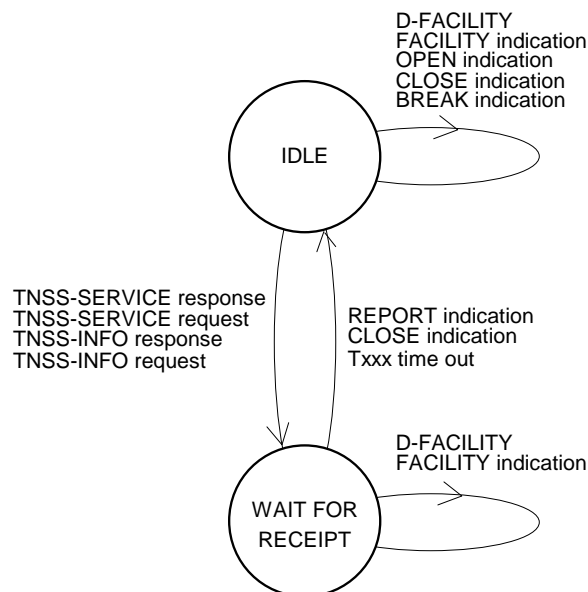 D-FACILITY
FACILITY indication
OPEN indication
CLOSE indication
BREAK indication
IDLE
TNSS-SERVICE response
TNSS-SERVICE request
TNSS-INFO response
TNSS-INFO request
REPORT indication
CLOSE indication
Txxx time out
D-FACILITY
FACILITY indication
WAIT FOR
RECEIPT